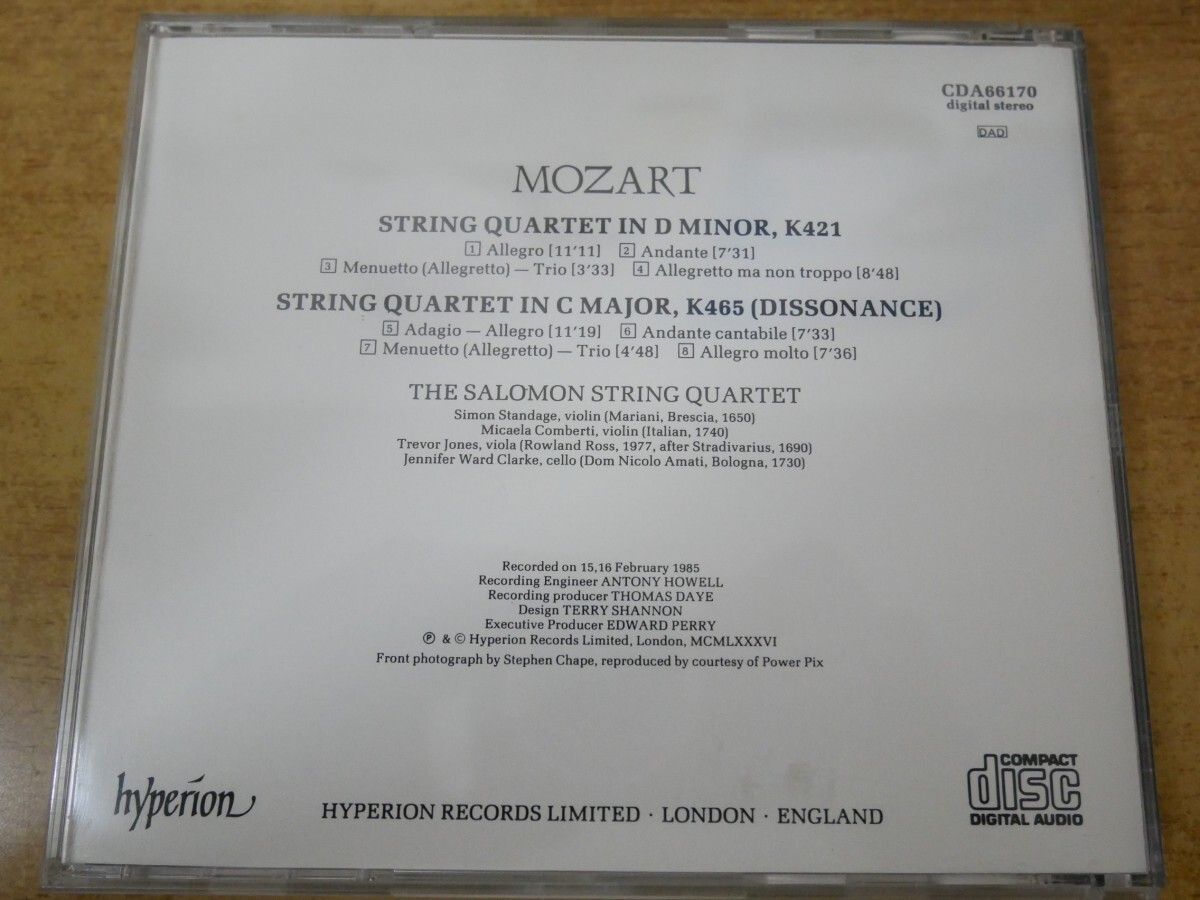 CDA66170
digital stereo
DAD
MOZART
STRING QUARTET IN D MINOR, K421
1 Allegro [11'11] 2 Andante [7'31]
3 Menuetto (Allegretto) — Trio [3'33] 4 Allegretto ma non troppo [8'48]
STRING QUARTET IN C MAJOR, K465 (DISSONANCE)
5 Adagio — Allegro [11'19] 6 Andante cantabile [7'33]
7 Menuetto (Allegretto) — Trio [4'48] 8 Allegro molto [7'36]
THE SALOMON STRING QUARTET
Simon Standage, violin (Mariani, Brescia, 1650)
Micaela Comberti, violin (Italian, 1740)
Trevor Jones, viola (Rowland Ross, 1977, after Stradivarius, 1690)
Jennifer Ward Clarke, cello (Dom Nicolo Amati, Bologna, 1730)
Recorded on 15,16 February 1985
Recording Engineer ANTONY HOWELL
Recording producer THOMAS DAYE
Design TERRY SHANNON
Executive Producer EDWARD PERRY
℗ & © Hyperion Records Limited, London, MCMLXXXVI
Front photograph by Stephen Chape, reproduced by courtesy of Power Pix
hyperion
HYPERION RECORDS LIMITED · LONDON · ENGLAND
COMPACT
disc
DIGITAL AUDIO